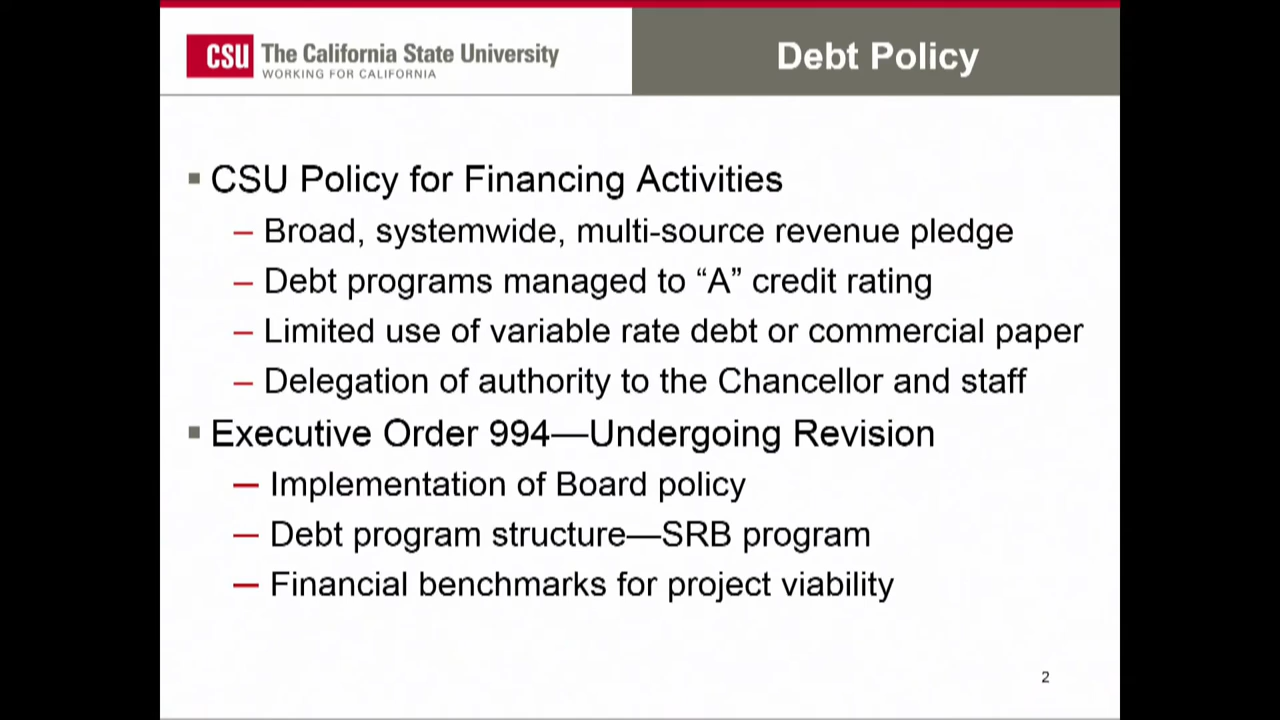 CSU The California State University
WORKING FOR CALIFORNIA
Debt Policy
▪ CSU Policy for Financing Activities
– Broad, systemwide, multi-source revenue pledge
– Debt programs managed to “A” credit rating
– Limited use of variable rate debt or commercial paper
– Delegation of authority to the Chancellor and staff
▪ Executive Order 994—Undergoing Revision
– Implementation of Board policy
– Debt program structure—SRB program
– Financial benchmarks for project viability
2